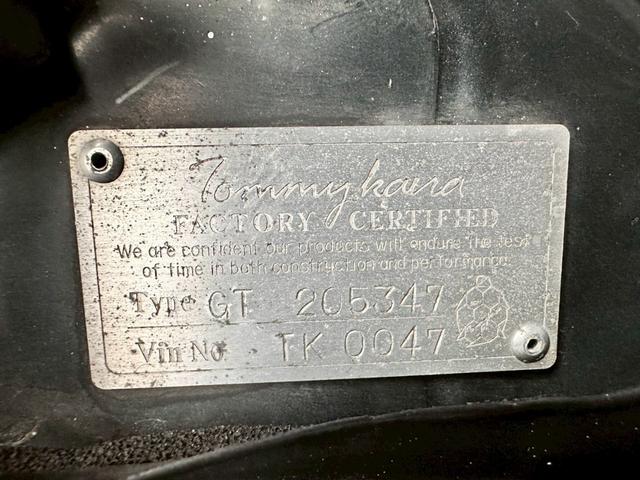 Tommykaira
FACTORY CERTIFIED
We are confident our products will endure the test
of time in both construction and performance.
Type GT 205347
Vin No TK 0047